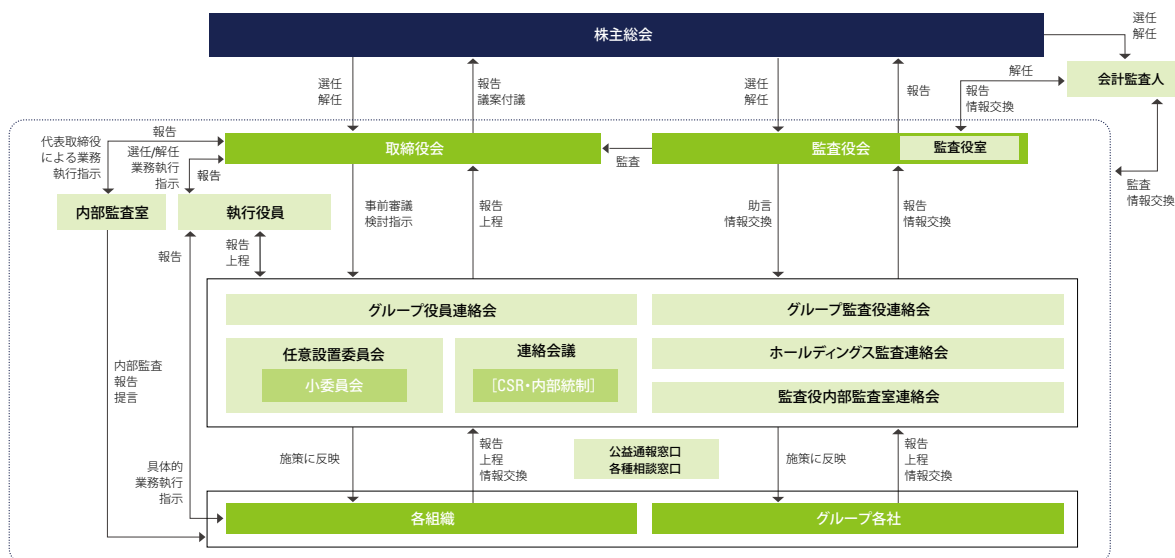 株主総会
選任
解任
会計監査人
選任
解任
報告
議案付議
選任
解任
報告
解任
報告
情報交換
代表取締役
による業務
執行指示
報告
選任/解任
業務執行
指示
報告
取締役会
監査
監査役会
監査役室
監査
情報交換
内部監査室
執行役員
事前審議
検討指示
報告
上程
助言
情報交換
報告
情報交換
報告
報告
上程
グループ役員連絡会
グループ監査役連絡会
任意設置委員会
小委員会
連絡会議
［CSR・内部統制］
ホールディングス監査連絡会
監査役内部監査室連絡会
内部監査
報告
提言
施策に反映
報告
上程
情報交換
公益通報窓口
各種相談窓口
施策に反映
報告
上程
情報交換
具体的
業務執行
指示
各組織
グループ各社